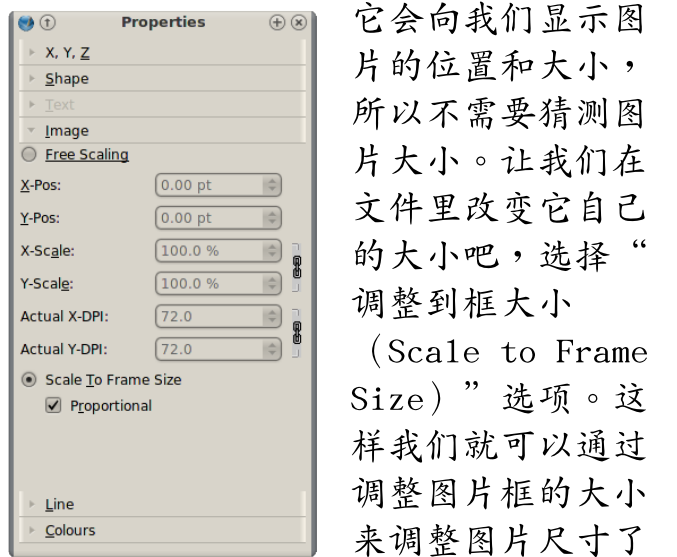 Properties
X, Y, Z
Shape
Text
Image
Free Scaling
X-Pos: 0.00 pt
Y-Pos: 0.00 pt
X-Scale: 100.0 %
Y-Scale: 100.0 %
Actual X-DPI: 72.0
Actual Y-DPI: 72.0
Scale To Frame Size
Proportional
Line
Colours
它会向我们显示图
片的位置和大小，
所以不需要猜测图
片大小。让我们在
文件里改变它自己
的大小吧，选择“
调整到框大小
（Scale to Frame
Size）”选项。这
样我们就可以通过
调整图片框的大小
来调整图片尺寸了